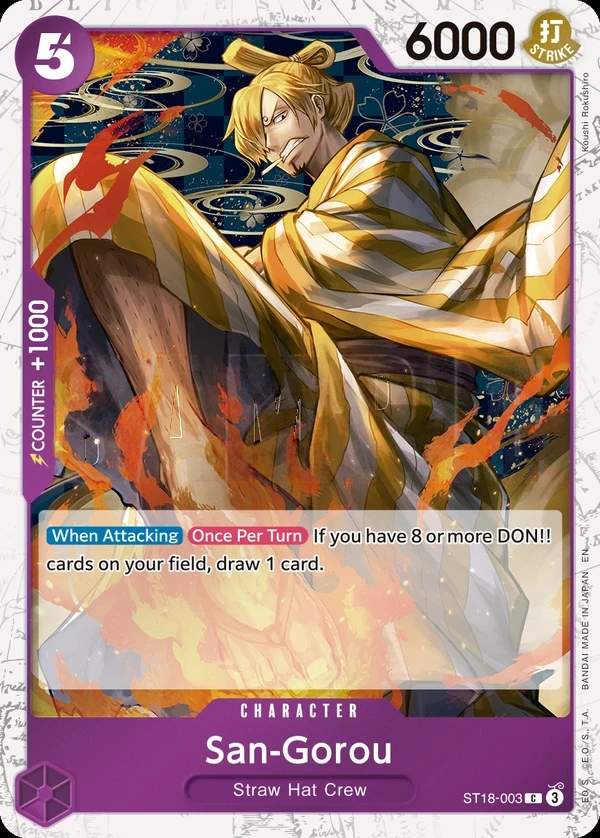 5
6000
打
STRIKE
Koushi Rokushiro
COUNTER +1000
When Attacking Once Per Turn If you have 8 or more DON!!
cards on your field, draw 1 card.
BANDAI MADE IN JAPAN EN
CHARACTER
San-Gorou
Straw Hat Crew
ST18-003 C 3